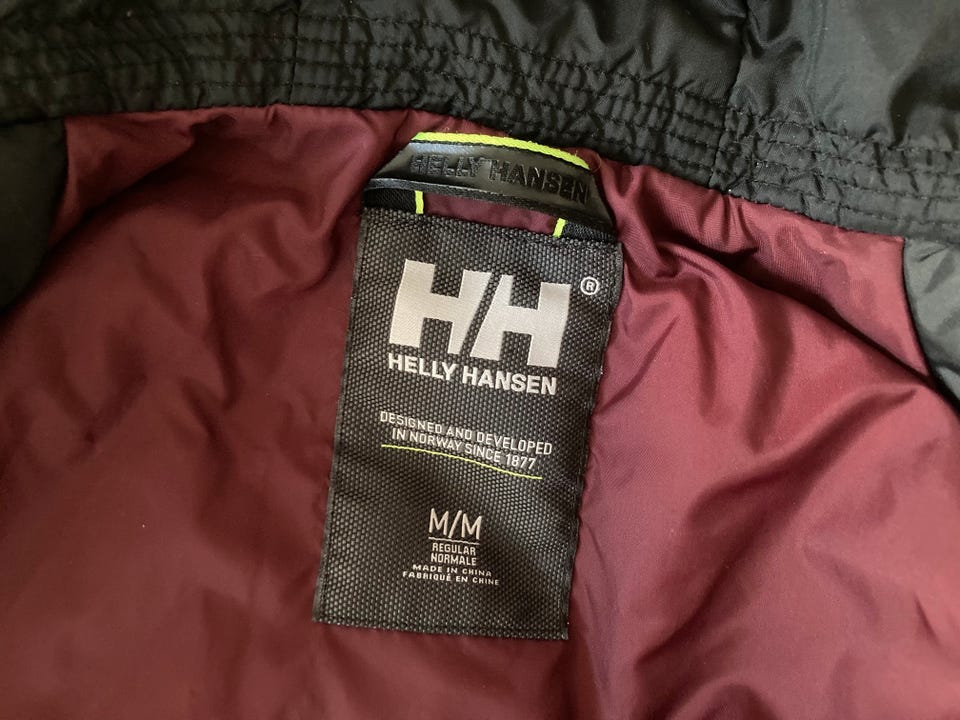 HELLY HANSEN
H/H®
HELLY HANSEN
DESIGNED AND DEVELOPED
IN NORWAY SINCE 1877
M/M
REGULAR
NORMALE
MADE IN CHINA
FABRIQUÉ EN CHINE